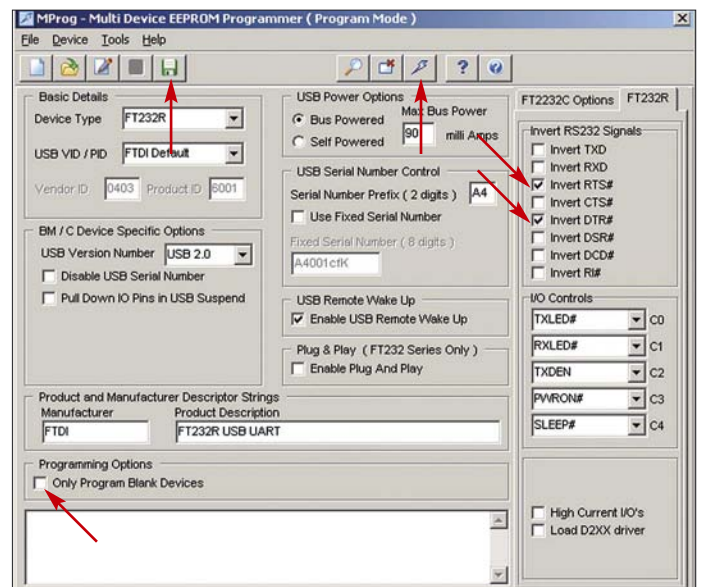 MProg - Multi Device EEPROM Programmer ( Program Mode )
File Device Tools Help
Basic Details
Device Type FT232R
USB VID / PID FTDI Default
Vendor ID 0403 Product ID 6001
BM / C Device Specific Options
USB Version Number USB 2.0
Disable USB Serial Number
Pull Down IO Pins in USB Suspend
USB Power Options
Bus Powered
Self Powered
Max Bus Power
90 milli Amps
USB Serial Number Control
Serial Number Prefix ( 2 digits ) A4
Use Fixed Serial Number
Fixed Serial Number ( 8 digits )
A4001cfK
USB Remote Wake Up
Enable USB Remote Wake Up
Plug & Play ( FT232 Series Only )
Enable Plug And Play
Product and Manufacturer Descriptor Strings
Manufacturer Product Description
FTDI FT232R USB UART
Programming Options
Only Program Blank Devices
FT2232C Options FT232R
Invert RS232 Signals
Invert TXD
Invert RXD
Invert RTS#
Invert CTS#
Invert DTR#
Invert DSR#
Invert DCD#
Invert RI#
I/O Controls
TXLED# C0
RXLED# C1
TXDEN C2
PWRON# C3
SLEEP# C4
High Current I/O's
Load D2XX driver